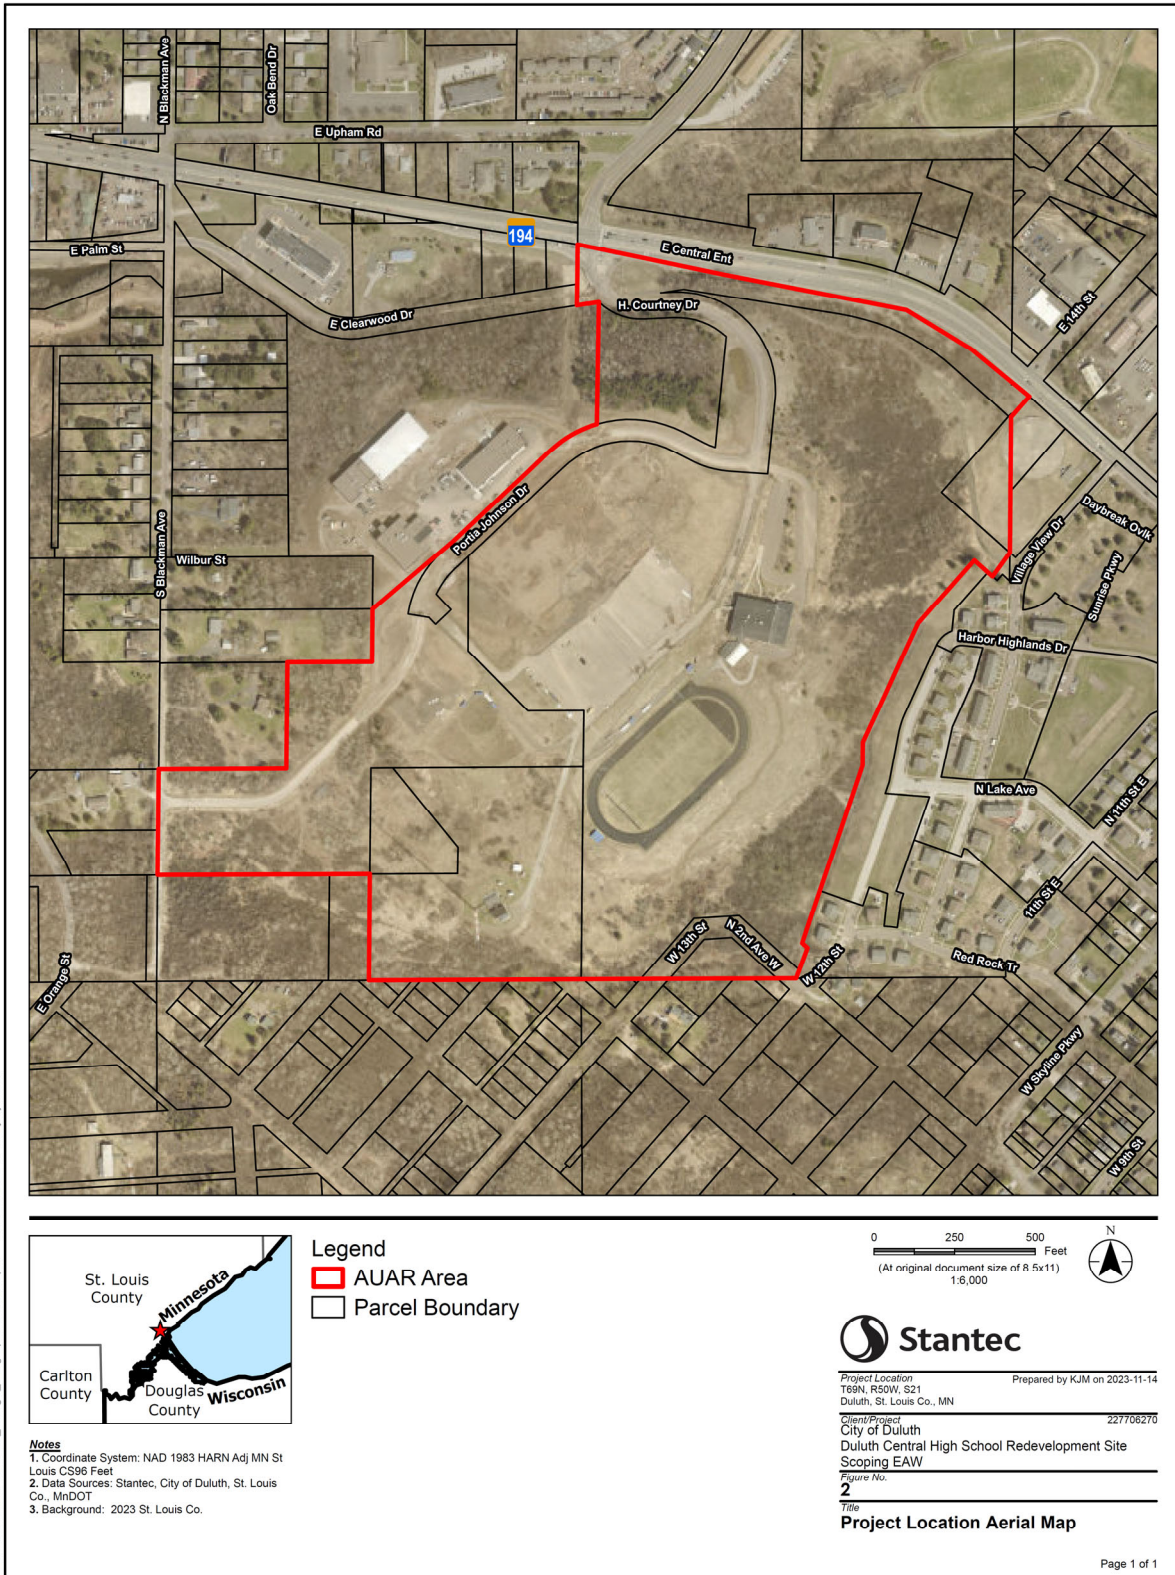 N Blackman Ave
Oak Bend Dr
E Upham Rd
E Palm St
194
E Central Ent
E Clearwood Dr
H. Courtney Dr
E 14th St
Portia Johnson Dr
Daybreak Ovlk
Village View Dr
Sunrise Pkwy
S Blackman Ave
Wilbur St
Harbor Highlands Dr
N Lake Ave
N 11th St E
11th St E
W 13th St
N 2nd Ave W
W 12th St
Red Rock Tr
E Orange St
W Skyline Pkwy
W 9th St
St. Louis
County
Minnesota
Carlton
County
Douglas
County
Wisconsin
Legend
AUAR Area
Parcel Boundary
0 250 500
Feet
(At original document size of 8.5x11)
1:6,000
N
Stantec
Project Location
T69N, R50W, S21
Duluth, St. Louis Co., MN
Prepared by KJM on 2023-11-14
Client/Project
227706270
City of Duluth
Duluth Central High School Redevelopment Site
Scoping EAW
Figure No.
2
Title
Project Location Aerial Map
Notes
1. Coordinate System: NAD 1983 HARN Adj MN St
Louis CS96 Feet
2. Data Sources: Stantec, City of Duluth, St. Louis
Co., MnDOT
3. Background: 2023 St. Louis Co.
Page 1 of 1